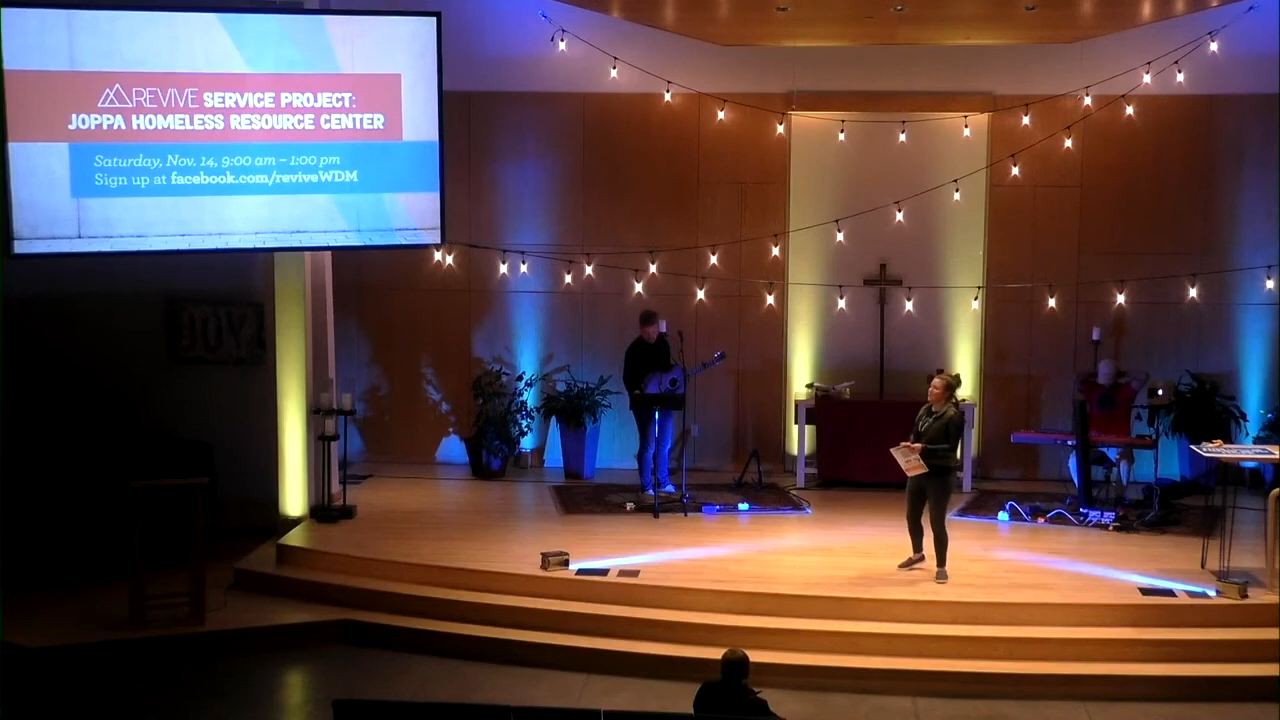 REVIVE SERVICE PROJECT:
JOPPA HOMELESS RESOURCE CENTER
Saturday, Nov. 14, 9:00 am – 1:00 pm
Sign up at facebook.com/reviveWDM
JOY